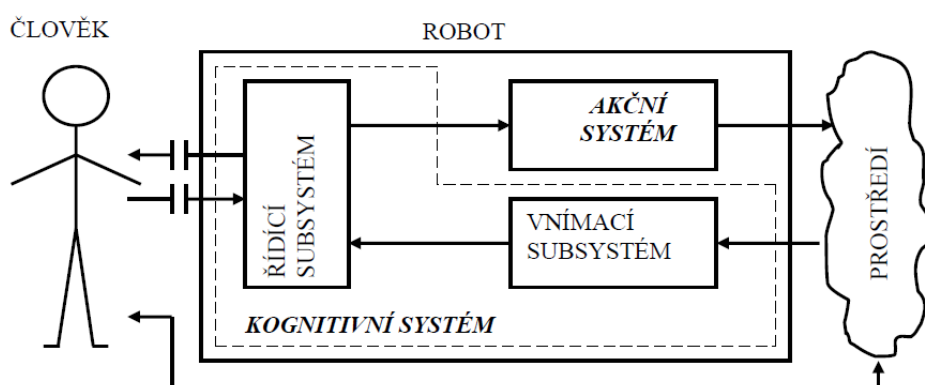 ČLOVĚK
ROBOT
ŘÍDÍCÍ
SUBSYSTÉM
AKČNÍ
SYSTÉM
VNÍMACÍ
SUBSYSTÉM
KOGNITIVNÍ SYSTÉM
PROSTŘEDÍ